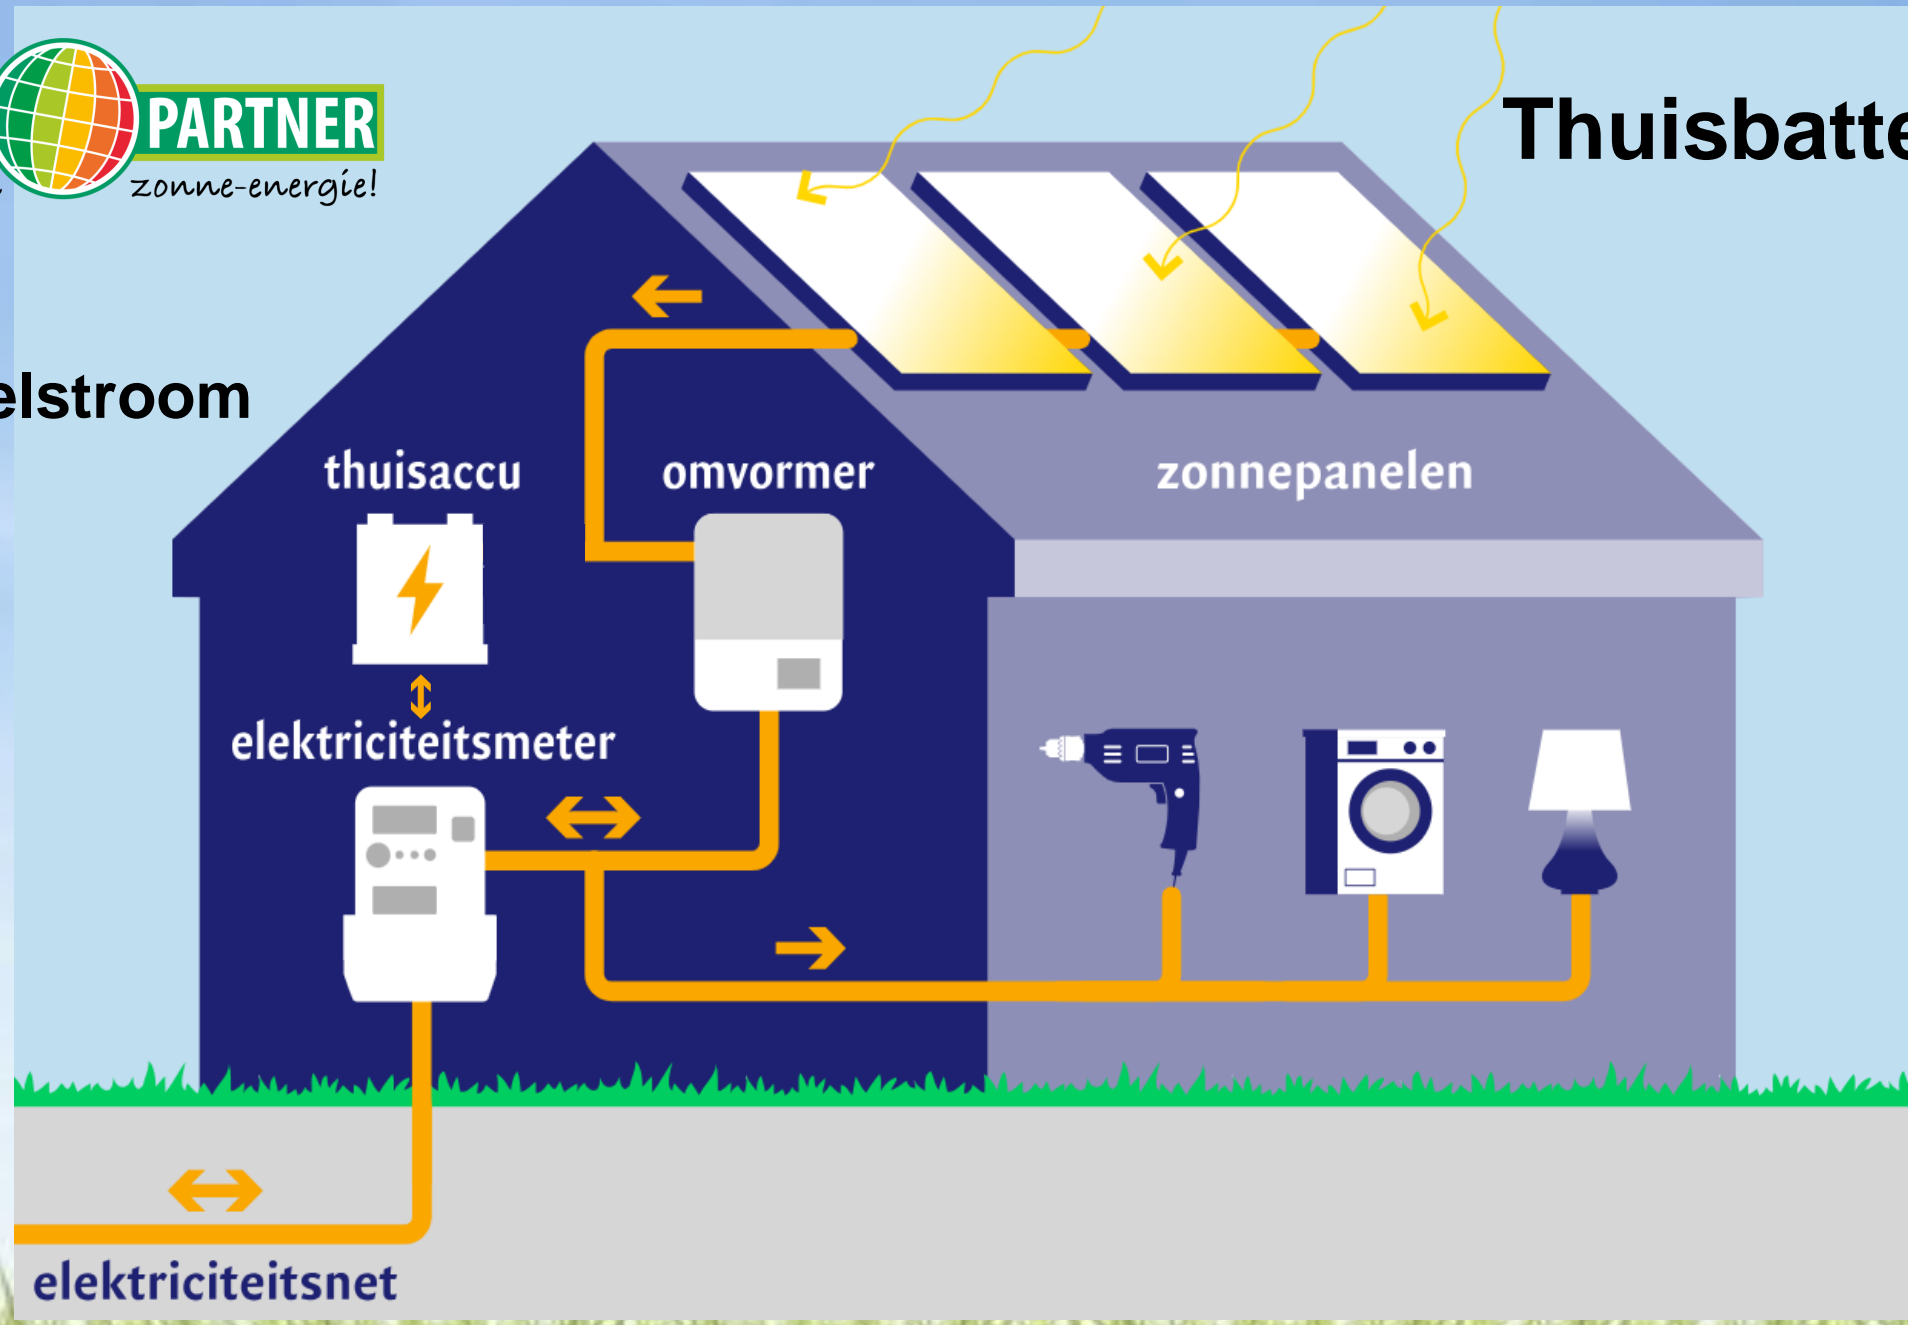 PARTNER
zonne-energie!
Thuisbatte
elstroom
thuisaccu
omvormer
zonnepanelen
elektriciteitsmeter
elektriciteitsnet